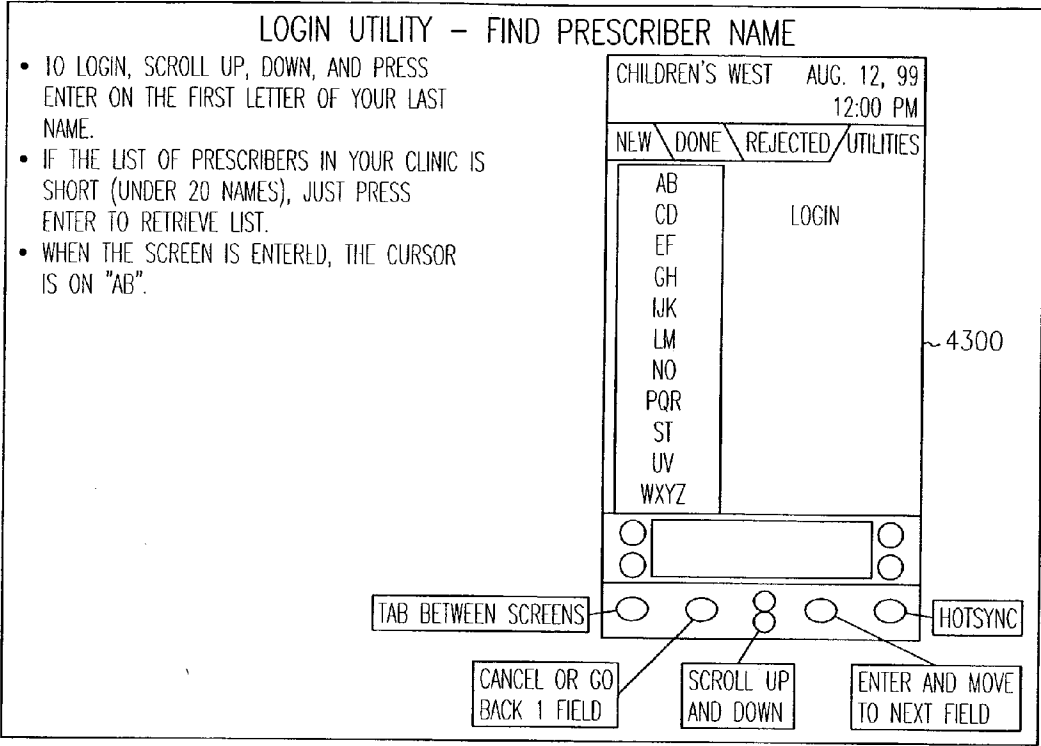 LOGIN UTILITY – FIND PRESCRIBER NAME
• TO LOGIN, SCROLL UP, DOWN, AND PRESS
ENTER ON THE FIRST LETTER OF YOUR LAST
NAME.
• IF THE LIST OF PRESCRIBERS IN YOUR CLINIC IS
SHORT (UNDER 20 NAMES), JUST PRESS
ENTER TO RETRIEVE LIST.
• WHEN THE SCREEN IS ENTERED, THE CURSOR
IS ON "AB".
CHILDREN'S WEST AUG. 12, 99
12:00 PM
NEW DONE REJECTED UTILITIES
AB
CD
EF
GH
IJK
LM
NO
PQR
ST
UV
WXYZ
LOGIN
4300
TAB BETWEEN SCREENS
HOTSYNC
CANCEL OR GO
BACK 1 FIELD
SCROLL UP
AND DOWN
ENTER AND MOVE
TO NEXT FIELD